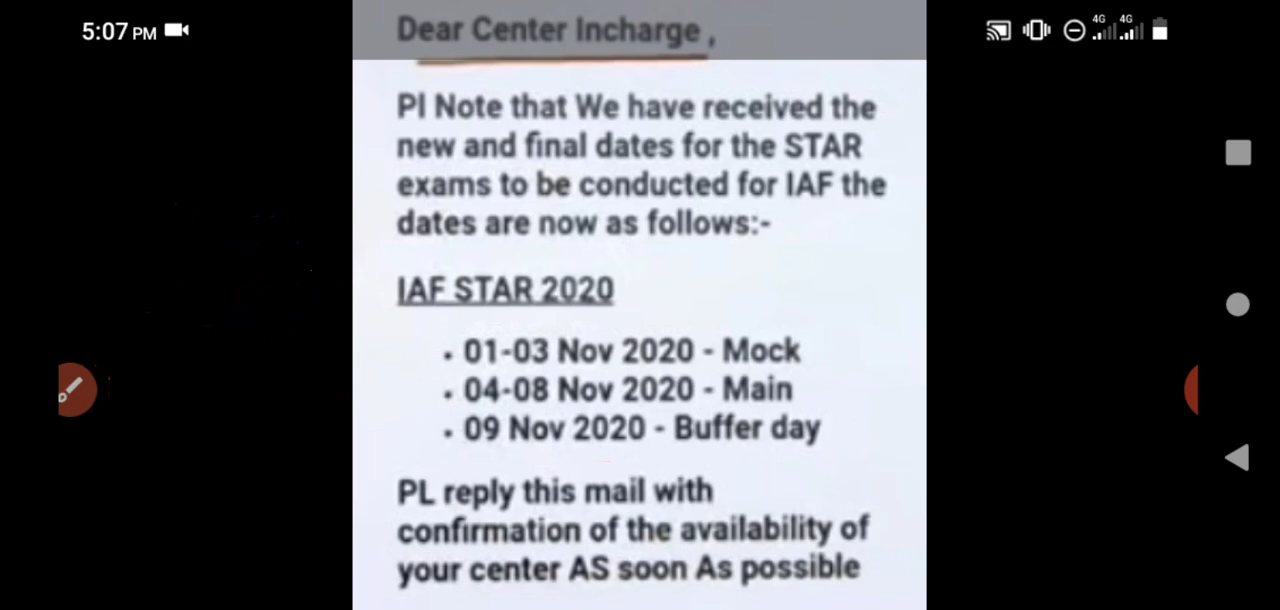 5:07 PM
4G 4G
Dear Center Incharge ,
Pl Note that We have received the
new and final dates for the STAR
exams to be conducted for IAF the
dates are now as follows:-
IAF STAR 2020
• 01-03 Nov 2020 - Mock
• 04-08 Nov 2020 - Main
• 09 Nov 2020 - Buffer day
PL reply this mail with
confirmation of the availability of
your center AS soon As possible